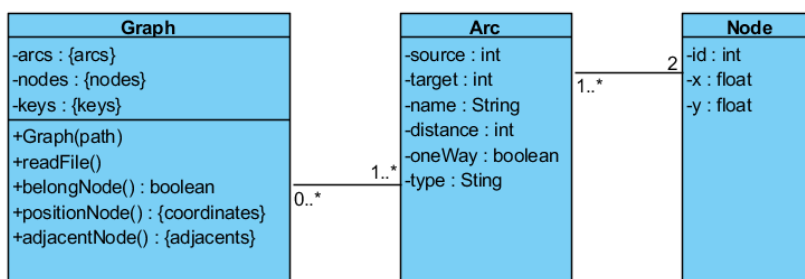 Graph
-arcs : {arcs}
-nodes : {nodes}
-keys : {keys}
+Graph(path)
+readFile()
+belongNode() : boolean
+positionNode() : {coordinates}
+adjacentNode() : {adjacents}
0..*
1..*
Arc
-source : int
-target : int
-name : String
-distance : int
-oneWay : boolean
-type : Sting
1..*
2
Node
-id : int
-x : float
-y : float